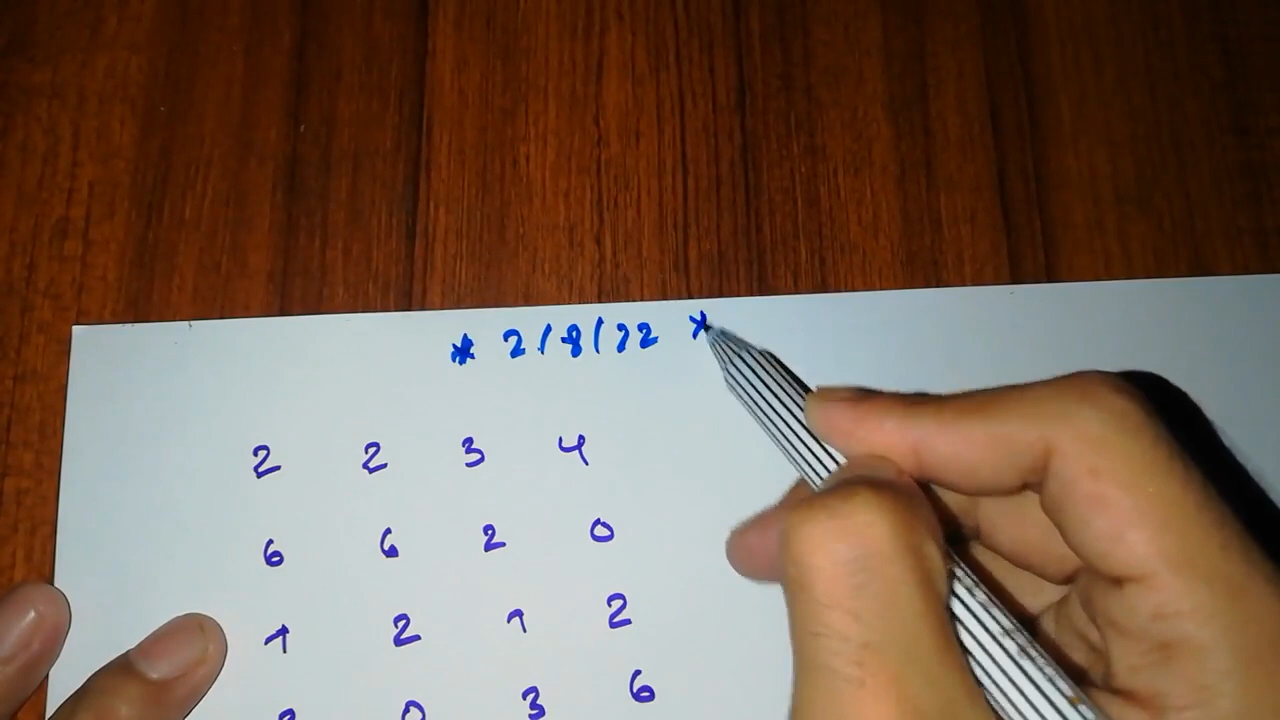 * 2/8/22 *
2 2 3 4
6 6 2 0
1 2 1 2
0 3 6